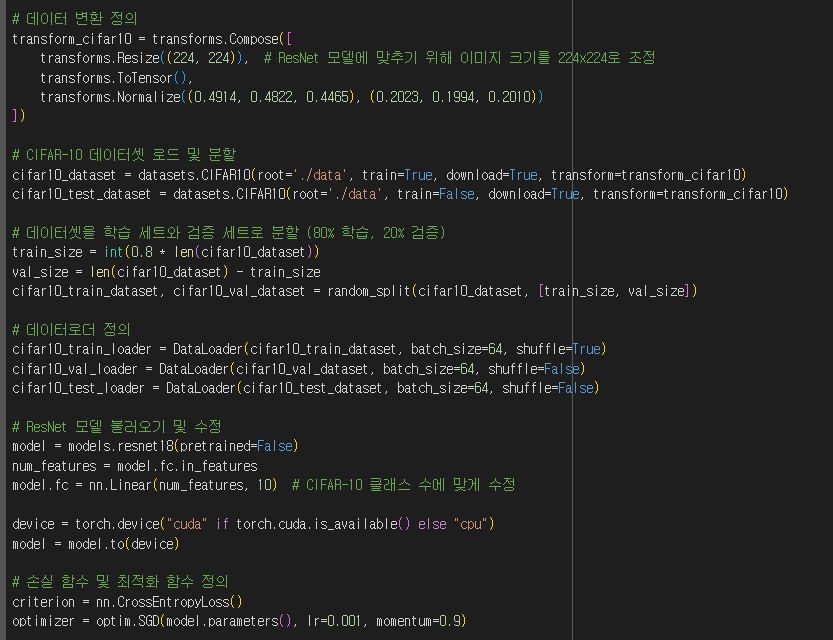 # 데이터 변환 정의
transform_cifar10 = transforms.Compose([
    transforms.Resize((224, 224)),  # ResNet 모델에 맞추기 위해 이미지 크기를 224x224로 조정
    transforms.ToTensor(),
    transforms.Normalize((0.4914, 0.4822, 0.4465), (0.2023, 0.1994, 0.2010))
])
# CIFAR-10 데이터셋 로드 및 분할
cifar10_dataset = datasets.CIFAR10(root='./data', train=True, download=True, transform=transform_cifar10)
cifar10_test_dataset = datasets.CIFAR10(root='./data', train=False, download=True, transform=transform_cifar10)
# 데이터셋을 학습 세트와 검증 세트로 분할 (80% 학습, 20% 검증)
train_size = int(0.8 * len(cifar10_dataset))
val_size = len(cifar10_dataset) - train_size
cifar10_train_dataset, cifar10_val_dataset = random_split(cifar10_dataset, [train_size, val_size])
# 데이터로더 정의
cifar10_train_loader = DataLoader(cifar10_train_dataset, batch_size=64, shuffle=True)
cifar10_val_loader = DataLoader(cifar10_val_dataset, batch_size=64, shuffle=False)
cifar10_test_loader = DataLoader(cifar10_test_dataset, batch_size=64, shuffle=False)
# ResNet 모델 불러오기 및 수정
model = models.resnet18(pretrained=False)
num_features = model.fc.in_features
model.fc = nn.Linear(num_features, 10)  # CIFAR-10 클래스 수에 맞게 수정
device = torch.device("cuda" if torch.cuda.is_available() else "cpu")
model = model.to(device)
# 손실 함수 및 최적화 함수 정의
criterion = nn.CrossEntropyLoss()
optimizer = optim.SGD(model.parameters(), lr=0.001, momentum=0.9)